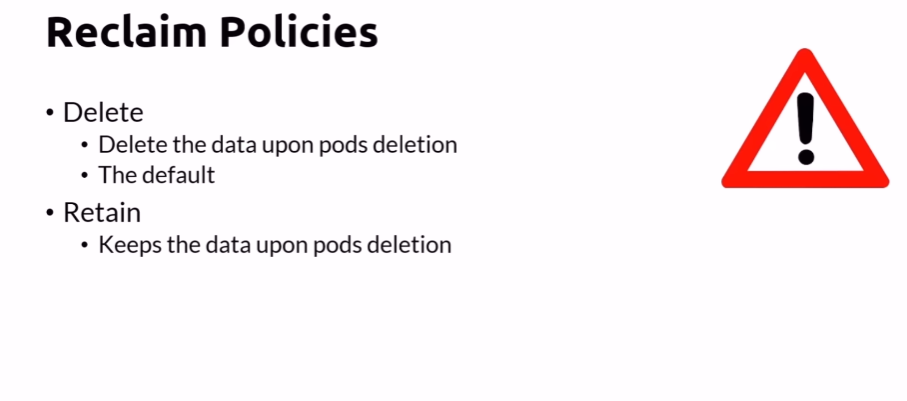 Reclaim Policies
• Delete
• Delete the data upon pods deletion
• The default
• Retain
• Keeps the data upon pods deletion